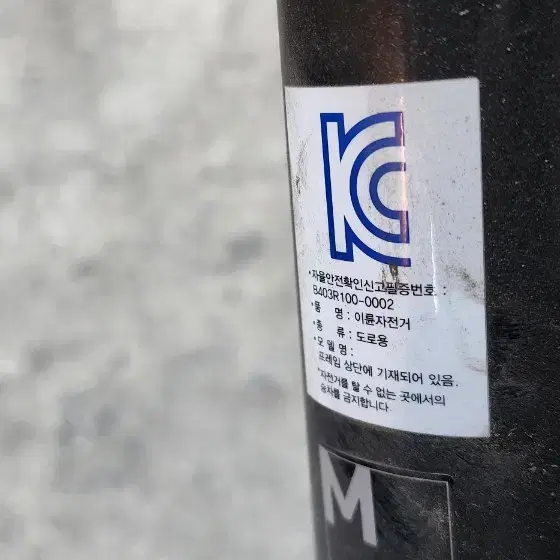 KC
*자율안전확인신고필증번호 :
B403R100-0002
*품 명 : 이륜자전거
*종 류 : 도로용
*모 델 명 :
프레임 상단에 기재되어 있음.
*자전거를 탈 수 없는 곳에서의
승차를 금지합니다.
M